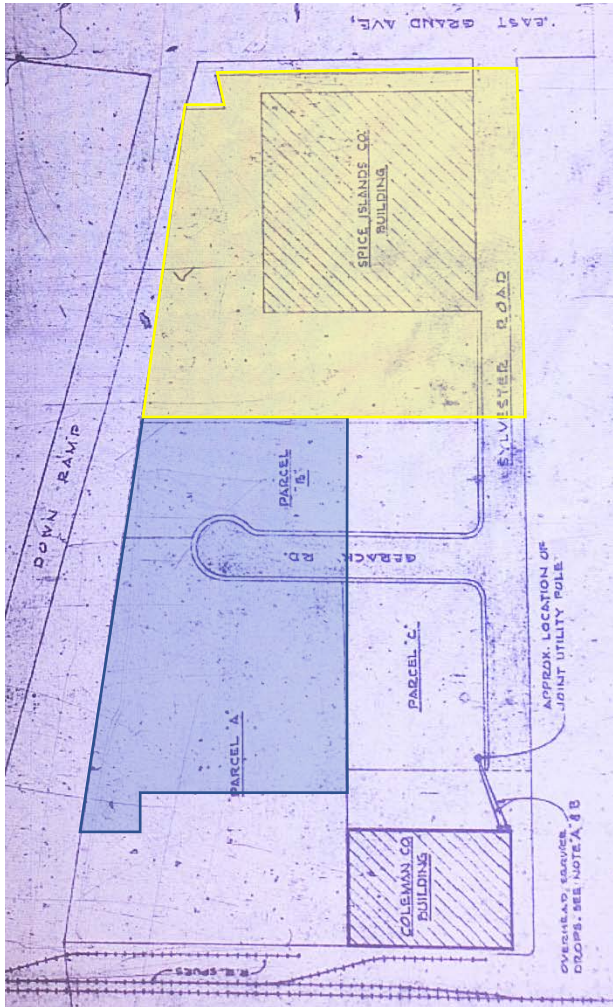 EAST GRAND AVE,
SPICE ISLANDS CO.
BUILDING
SYLVESTER ROAD
DOWN RAMP
PARCEL
"B"
RD
PARCEL "C"
APPROX. LOCATION OF
JOINT UTILITY POLE
PARCEL "A"
COLEMAN CO
BUILDING
OVERHEAD SERVICE
DROPS. SEE NOTE A & B
R.R. SPURS